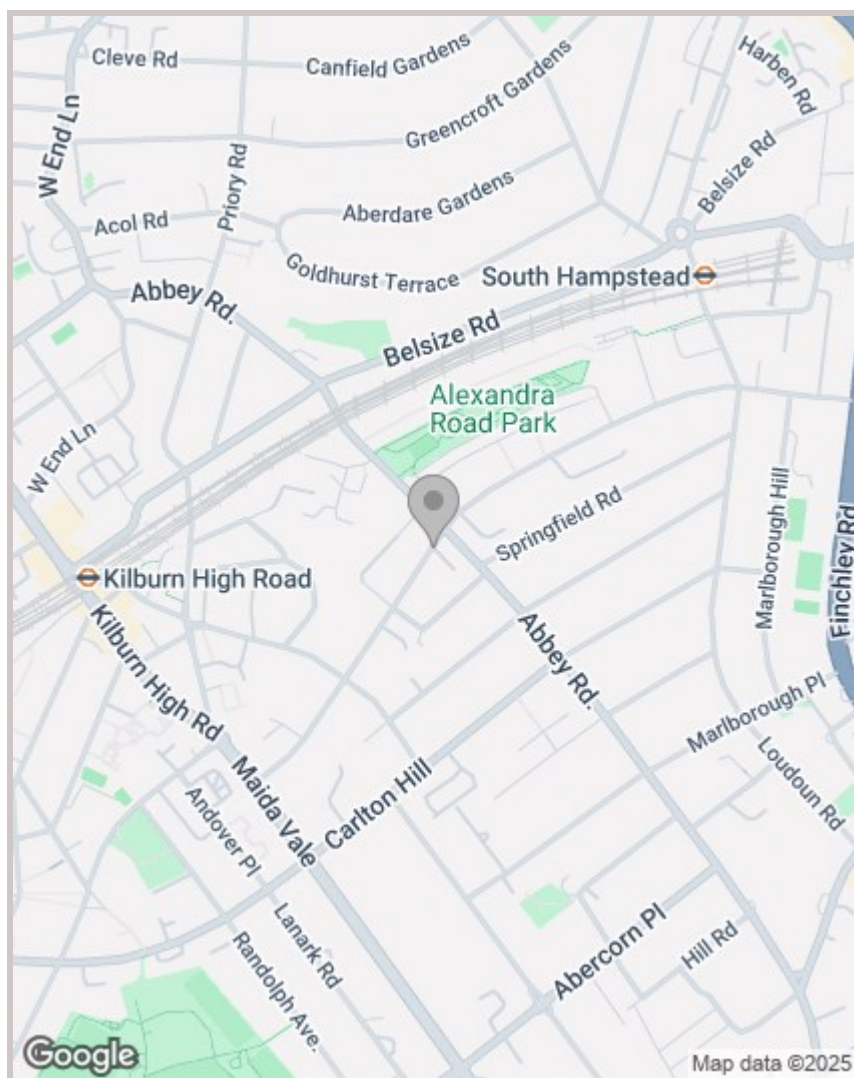 Cleve Rd
Canfield Gardens
Harben Rd
W End Ln
Greencroft Gardens
Priory Rd
Belsize Rd
Aberdare Gardens
Acol Rd
Goldhurst Terrace
South Hampstead
Abbey Rd.
Belsize Rd
Alexandra
Road Park
W End Ln
Springfield Rd
Marlborough Hill
Finchley Rd
Kilburn High Road
Abbey Rd.
Kilburn High Rd
Marlborough Pl
Loudoun Rd
Maida Vale
Carlton Hill
Andover Pl
Lanark Rd
Abercorn Pl
Hill Rd
Randolph Ave.
Google
Map data ©2025